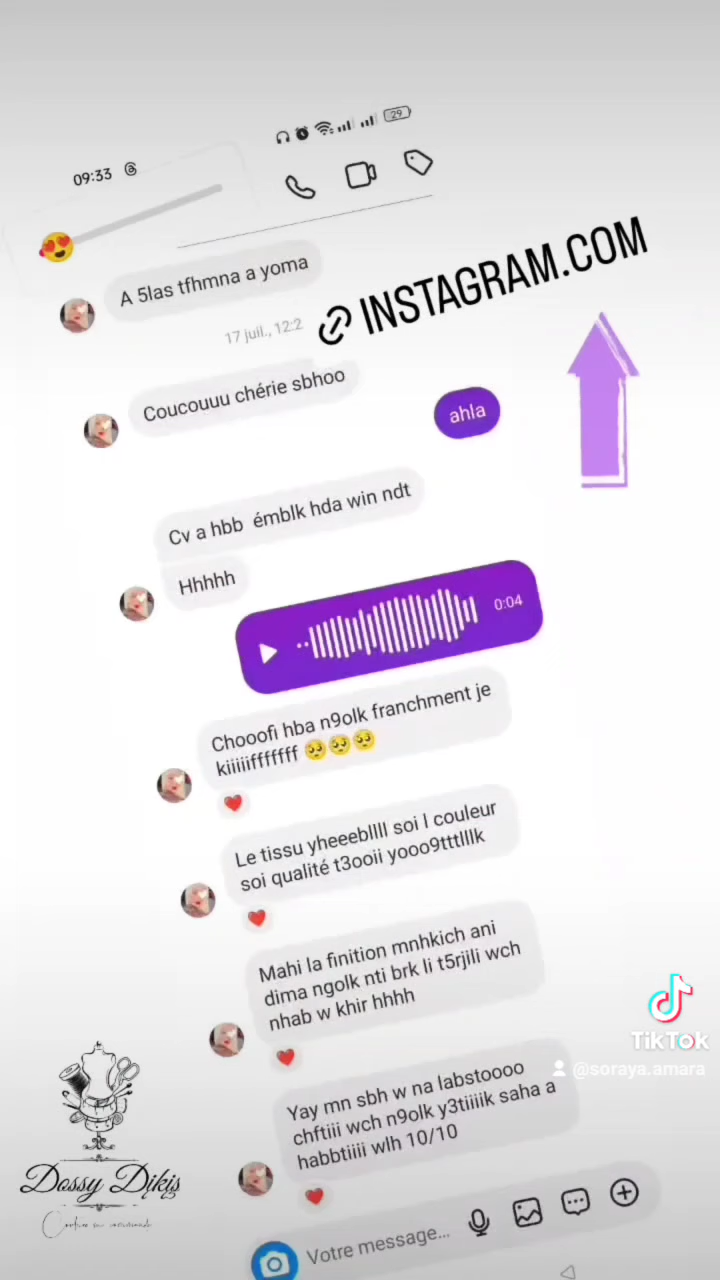 09:33
29
A 5las tfhmna a yoma
INSTAGRAM.COM
17 juil., 12:2
Coucouuu chérie sbhoo
ahla
Cv a hbb émblk hda win ndt
Hhhhh
0:04
Chooofi hba n9olk franchment je
kiiiiifffffff 🥺🥺🥺
Le tissu yheeebllll soi l couleur
soi qualité t3ooii yooo9tttlllk
Mahi la finition mnhkich ani
dima ngolk nti brk li t5rjili wch
nhab w khir hhhh
TikTok
@soraya.amara
Yay mn sbh w na labstoooo
chftiii wch n9olk y3tiiiik saha a
habbtiiii wlh 10/10
Dossy Dikis
Votre message...